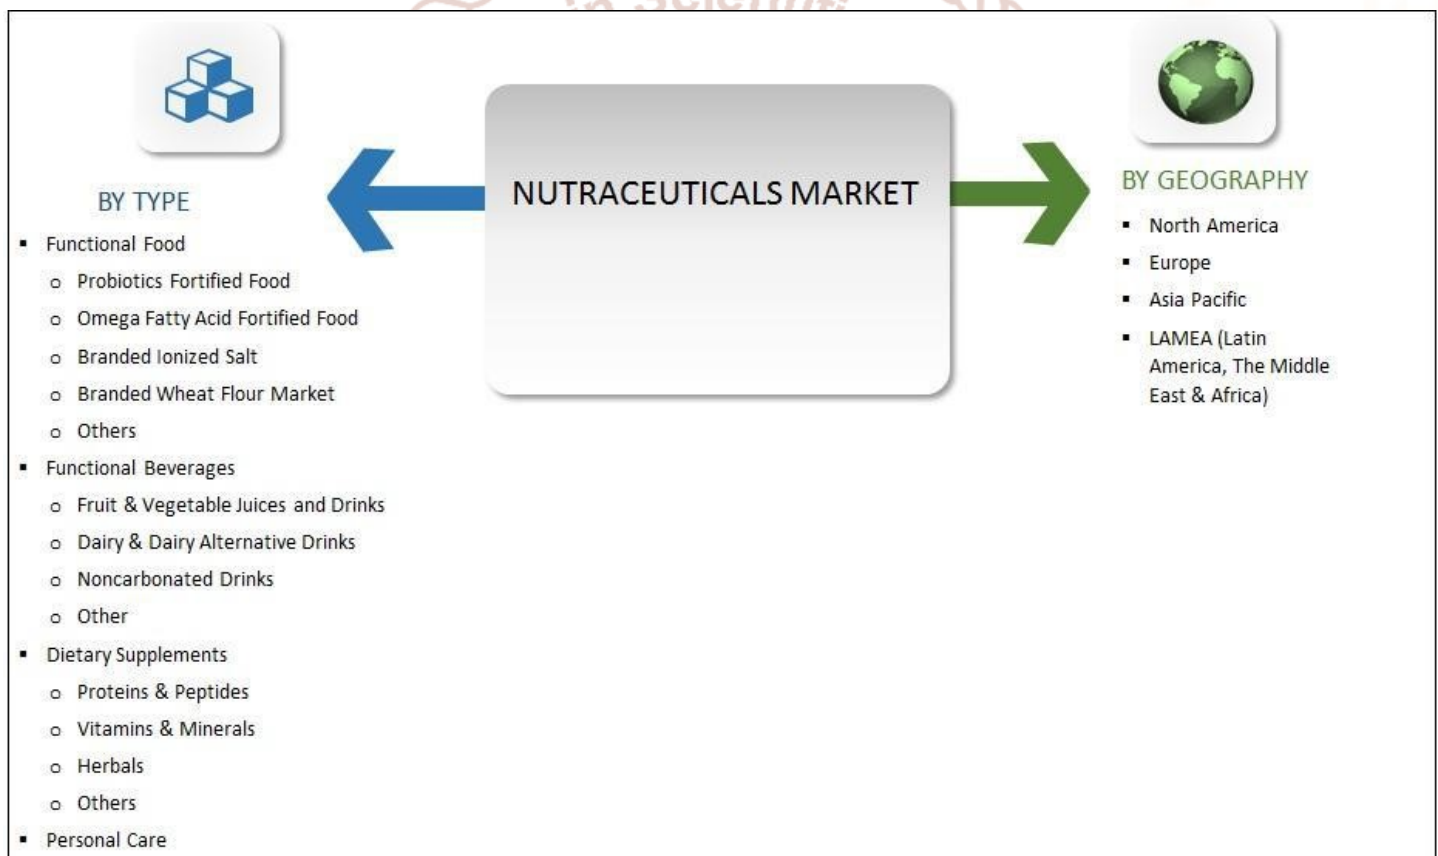 in Scientific
NUTRACEUTICALS MARKET
BY TYPE
▪ Functional Food
o Probiotics Fortified Food
o Omega Fatty Acid Fortified Food
o Branded Ionized Salt
o Branded Wheat Flour Market
o Others
▪ Functional Beverages
o Fruit & Vegetable Juices and Drinks
o Dairy & Dairy Alternative Drinks
o Noncarbonated Drinks
o Other
▪ Dietary Supplements
o Proteins & Peptides
o Vitamins & Minerals
o Herbals
o Others
▪ Personal Care
BY GEOGRAPHY
▪ North America
▪ Europe
▪ Asia Pacific
▪ LAMEA (Latin
America, The Middle
East & Africa)